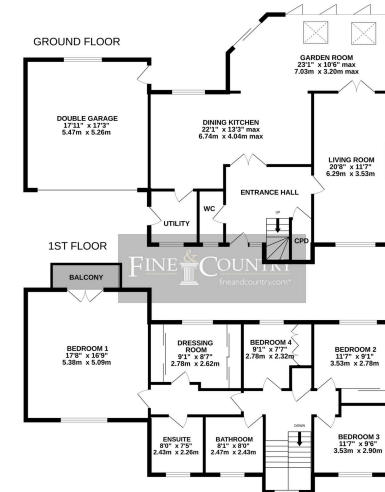 GROUND FLOOR
GARDEN ROOM
23'1" x 10'6" max
7.03m x 3.20m max
DOUBLE GARAGE
17'11" x 17'3"
5.47m x 5.26m
DINING KITCHEN
22'1" x 13'3" max
6.74m x 4.04m max
LIVING ROOM
20'8" x 11'7"
6.29m x 3.53m
ENTRANCE HALL
UTILITY
WC
UP
CPD
1ST FLOOR
FINE & COUNTRY
fineandcountry.com™
BALCONY
BEDROOM 1
17'8" x 16'9"
5.38m x 5.09m
DRESSING
ROOM
9'1" x 8'7"
2.78m x 2.62m
BEDROOM 4
9'1" x 7'7"
2.78m x 2.32m
BEDROOM 2
11'7" x 9'1"
3.53m x 2.78m
ENSUITE
8'0" x 7'5"
2.43m x 2.26m
BATHROOM
8'1" x 8'0"
2.47m x 2.43m
DOWN
BEDROOM 3
11'7" x 9'6"
3.53m x 2.90m